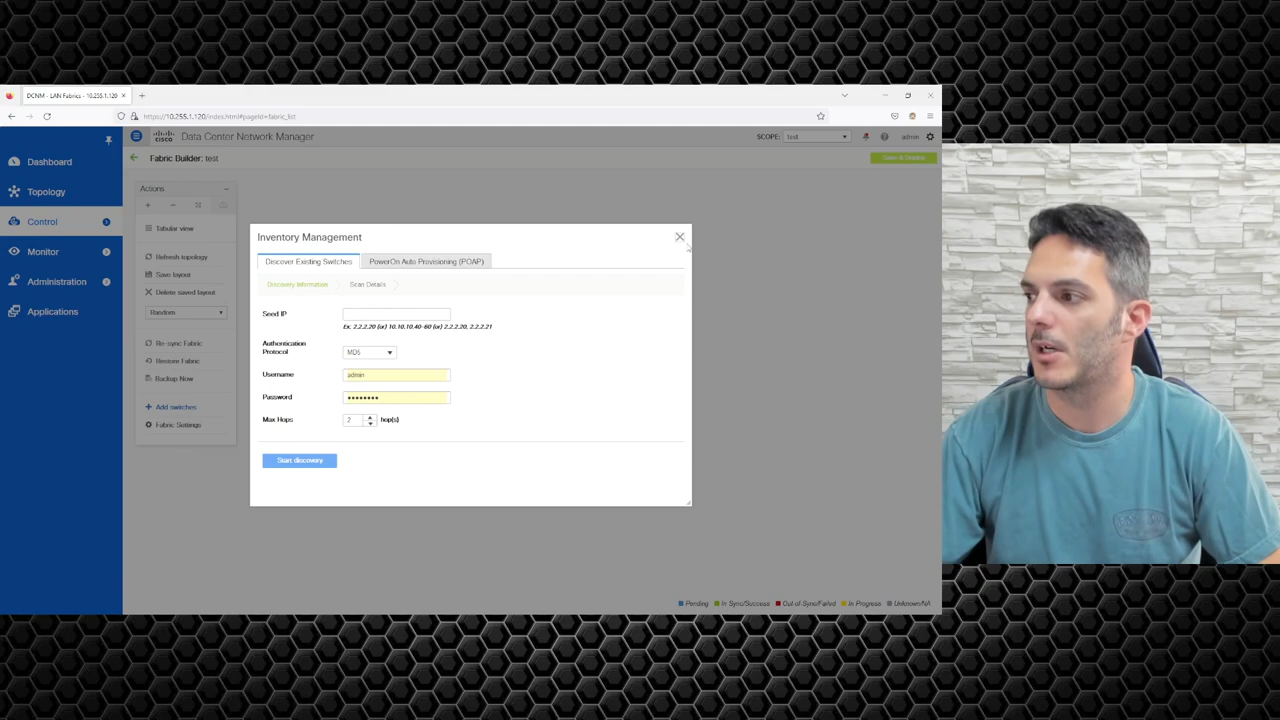 DCNM - LAN Fabrics - 10.255.1.120
https://10.255.1.120/index.html#pageId=fabric_list
Dashboard
Topology
Control
Monitor
Administration
Applications
cisco
Data Center Network Manager
SCOPE: test
admin
Fabric Builder: test
Save & Deploy
Actions
Tabular view
Refresh topology
Save layout
Delete saved layout
Random
Re-sync Fabric
Restore Fabric
Backup Now
Add switches
Fabric Settings
Inventory Management
Discover Existing Switches
PowerOn Auto Provisioning (POAP)
Discovery Information
Scan Details
Seed IP
Ex: 2.2.2.20 (or) 10.10.10.40-60 (or) 2.2.2.20, 2.2.2.21
Authentication
Protocol
MD5
Username
admin
Password
Max Hops
2
hop(s)
Start discovery
Pending
In Sync/Success
Out-of-Sync/Failed
In Progress
Unknown/NA